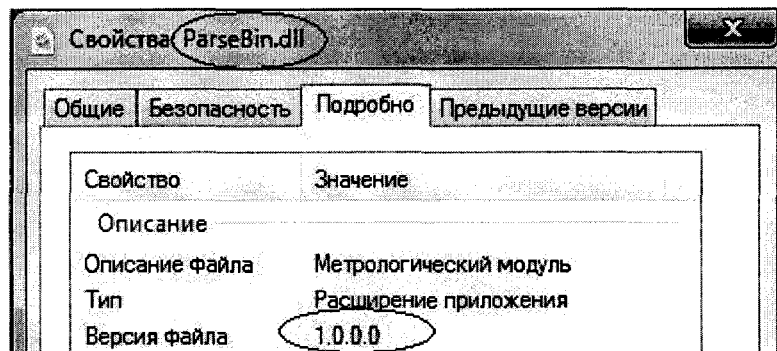 Свойства ParseBin.dll
Общие Безопасность Подробно Предыдущие версии
Свойство Значение
Описание
Описание файла Метрологический модуль
Тип Расширение приложения
Версия файла 1.0.0.0